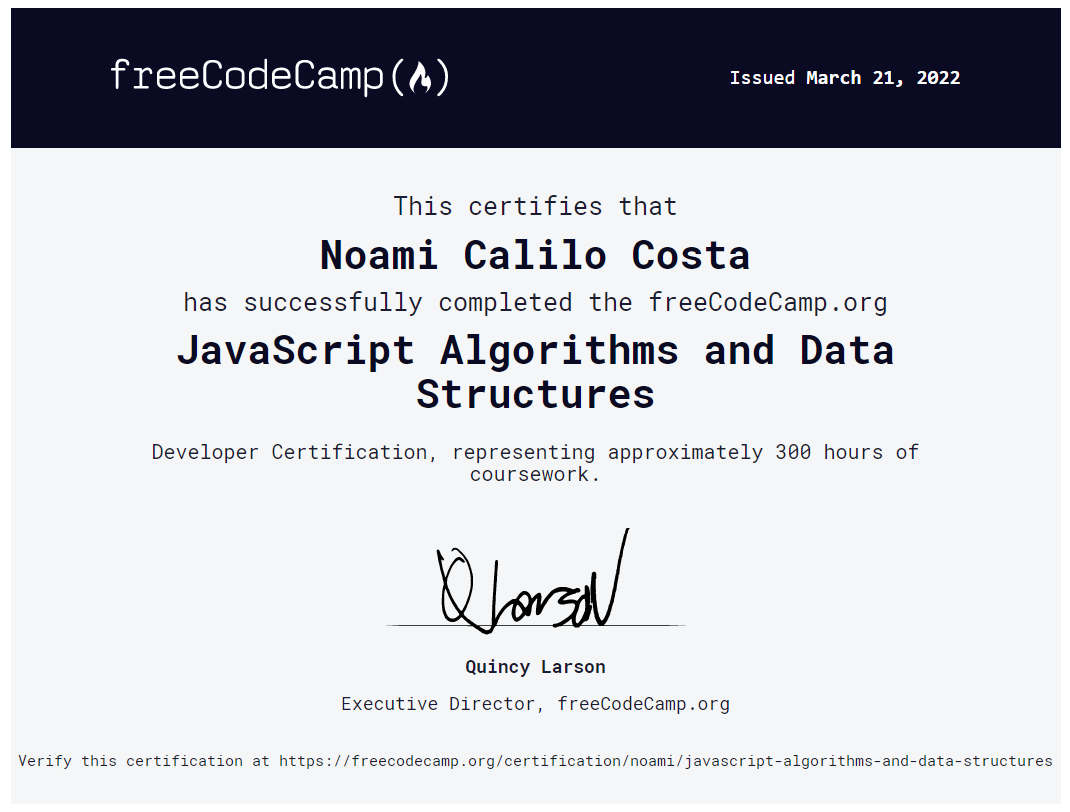 freeCodeCamp(🔥)
Issued March 21, 2022
This certifies that
Noami Calilo Costa
has successfully completed the freeCodeCamp.org
JavaScript Algorithms and Data
Structures
Developer Certification, representing approximately 300 hours of
coursework.
Q Larson
Quincy Larson
Executive Director, freeCodeCamp.org
Verify this certification at https://freecodecamp.org/certification/noami/javascript-algorithms-and-data-structures